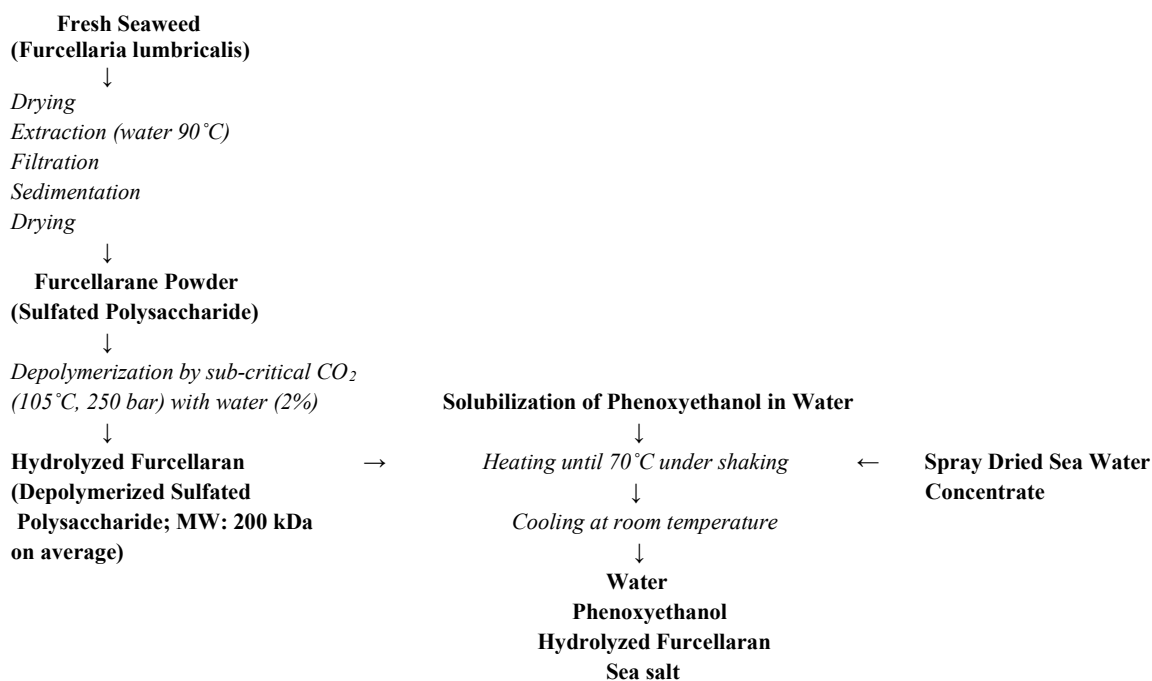 Fresh Seaweed
(Furcellaria lumbricalis)
↓
Drying
Extraction (water 90˚C)
Filtration
Sedimentation
Drying
↓
Furcellarane Powder
(Sulfated Polysaccharide)
↓
Depolymerization by sub-critical CO₂
(105˚C, 250 bar) with water (2%)
↓
Hydrolyzed Furcellaran
(Depolymerized Sulfated
Polysaccharide; MW: 200 kDa
on average)
→
Solubilization of Phenoxyethanol in Water
↓
Heating until 70˚C under shaking
←
Spray Dried Sea Water
Concentrate
↓
Cooling at room temperature
↓
Water
Phenoxyethanol
Hydrolyzed Furcellaran
Sea salt